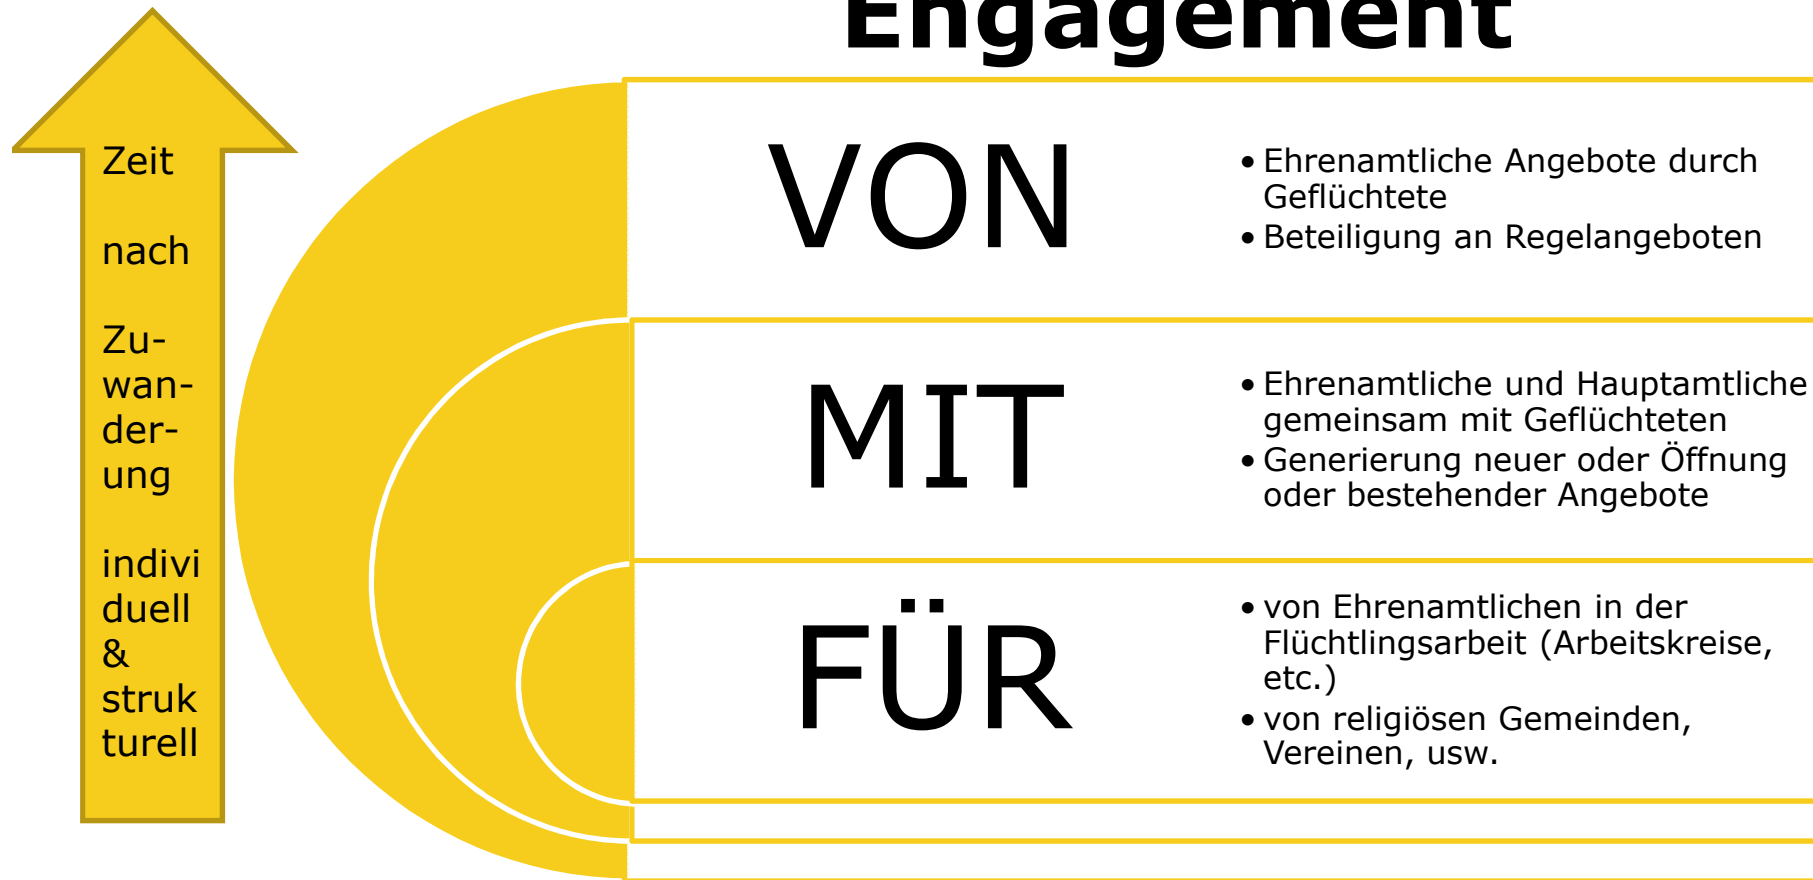 Engagement
Zeit
nach
Zu-
wan-
der-
ung
indivi
duell
&
struk
turell
VON
• Ehrenamtliche Angebote durch
Geflüchtete
• Beteiligung an Regelangeboten
MIT
• Ehrenamtliche und Hauptamtliche
gemeinsam mit Geflüchteten
• Generierung neuer oder Öffnung
oder bestehender Angebote
FÜR
• von Ehrenamtlichen in der
Flüchtlingsarbeit (Arbeitskreise,
etc.)
• von religiösen Gemeinden,
Vereinen, usw.